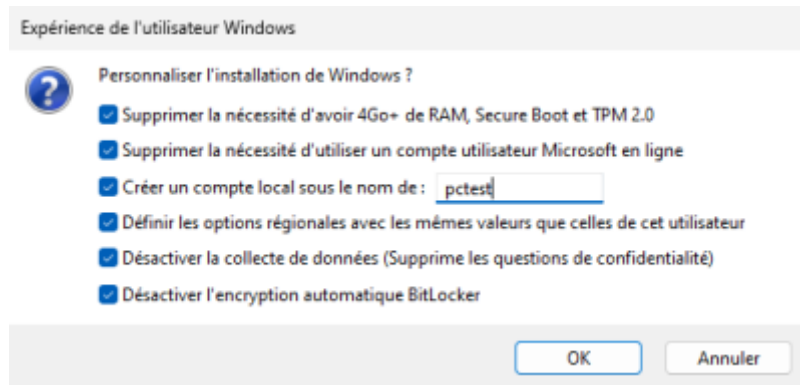 Expérience de l'utilisateur Windows
Personnaliser l'installation de Windows ?
Supprimer la nécessité d'avoir 4Go+ de RAM, Secure Boot et TPM 2.0
Supprimer la nécessité d'utiliser un compte utilisateur Microsoft en ligne
Créer un compte local sous le nom de : pctest
Définir les options régionales avec les mêmes valeurs que celles de cet utilisateur
Désactiver la collecte de données (Supprime les questions de confidentialité)
Désactiver l'encryption automatique BitLocker
OK Annuler